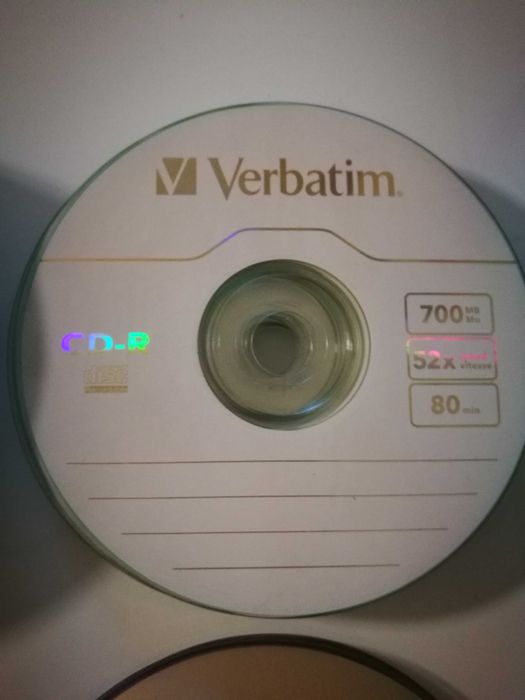 Verbatim
CD-R
700 MB
Mo
52x speed
vitesse
80 min